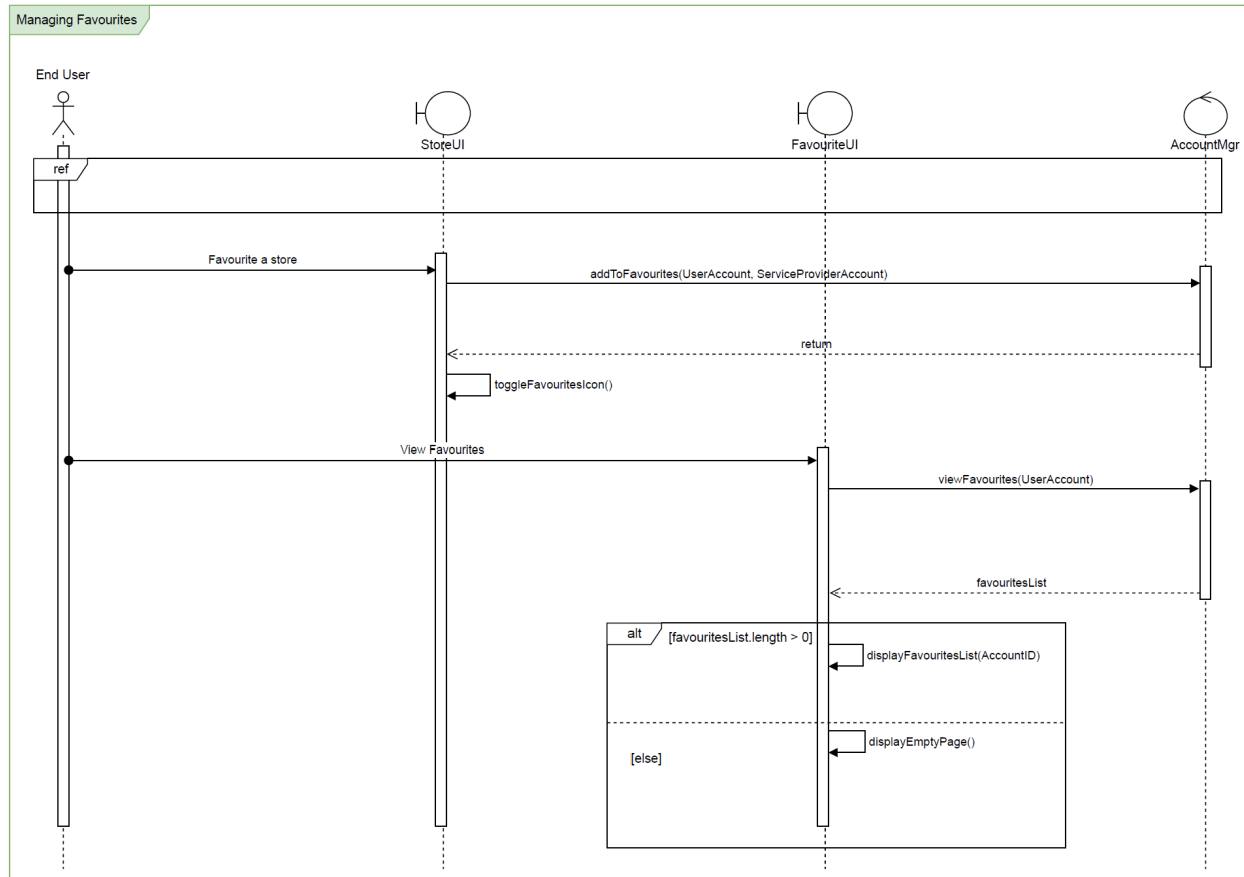 Managing Favourites
End User
StoreUI
FavouriteUI
AccountMgr
ref
Favourite a store
addToFavourites(UserAccount, ServiceProviderAccount)
return
toggleFavouritesIcon()
View Favourites
viewFavourites(UserAccount)
favouritesList
alt
[favouritesList.length > 0]
displayFavouritesList(AccountID)
displayEmptyPage()
[else]